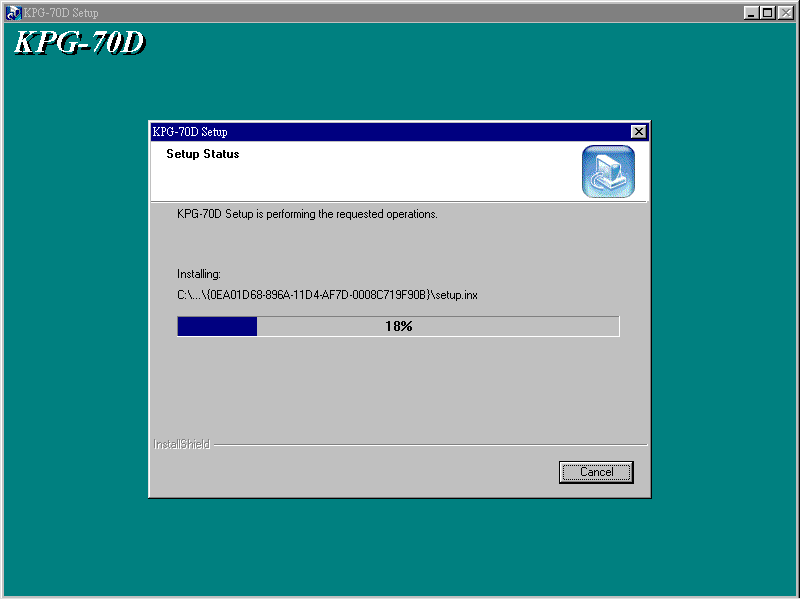 KPG-70D Setup
KPG-70D
KPG-70D Setup
Setup Status
KPG-70D Setup is performing the requested operations.
Installing:
C:\...\{0EA01D68-896A-11D4-AF7D-0008C719F90B}\setup.inx
18%
InstallShield
Cancel